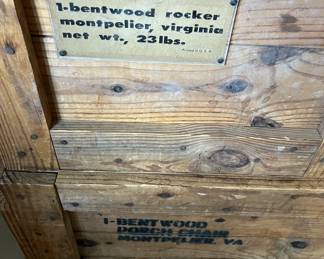 1-bentwood rocker
montpelier, virginia
net wt., 23lbs.
1-BENTWOOD
PORCH CHAIR
MONTPELIER, VA